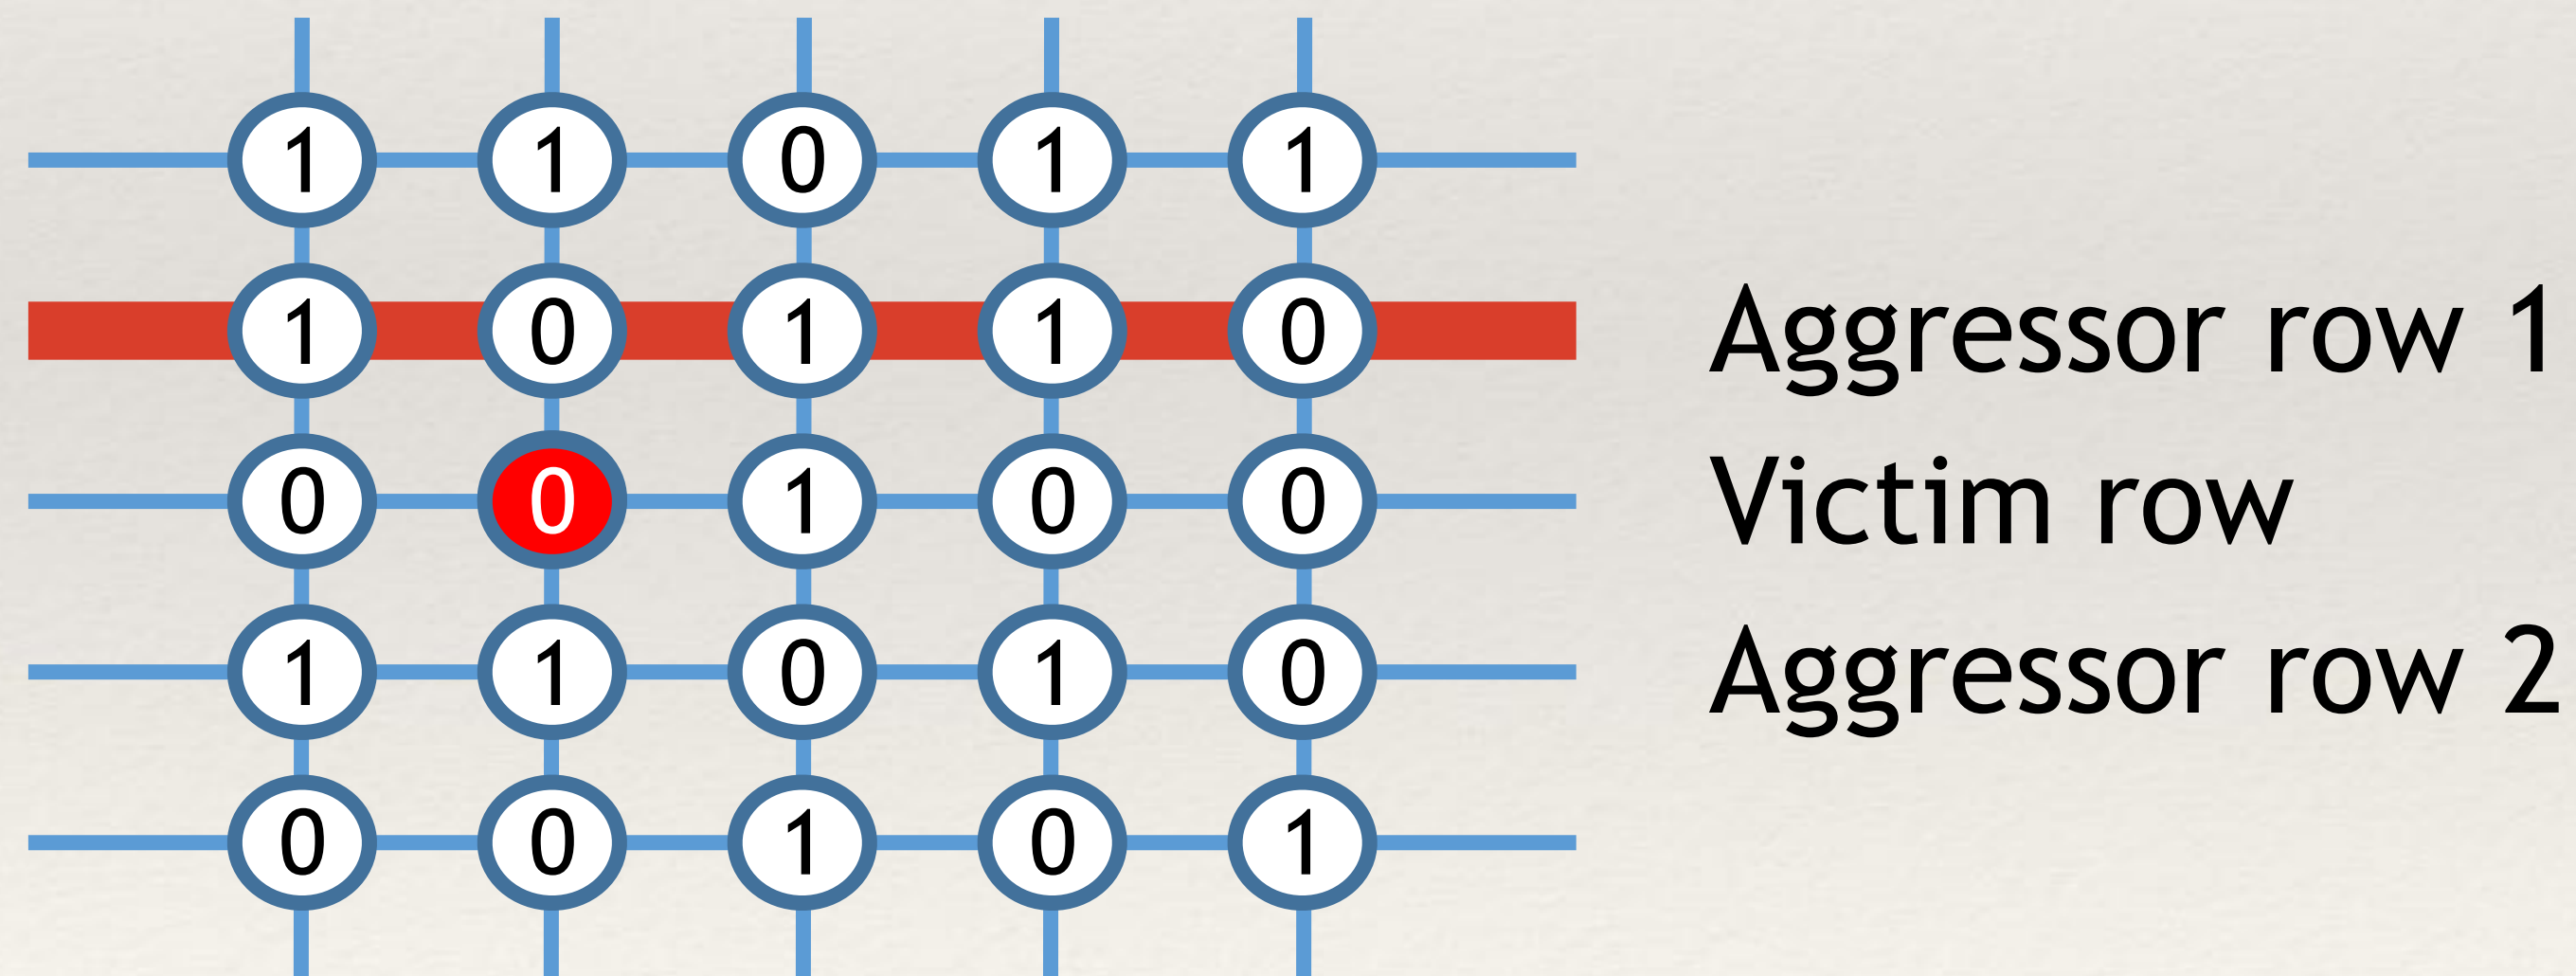 1 1 0 1 1
1 0 1 1 0 Aggressor row 1
0 0 1 0 0 Victim row
1 1 0 1 0 Aggressor row 2
0 0 1 0 1